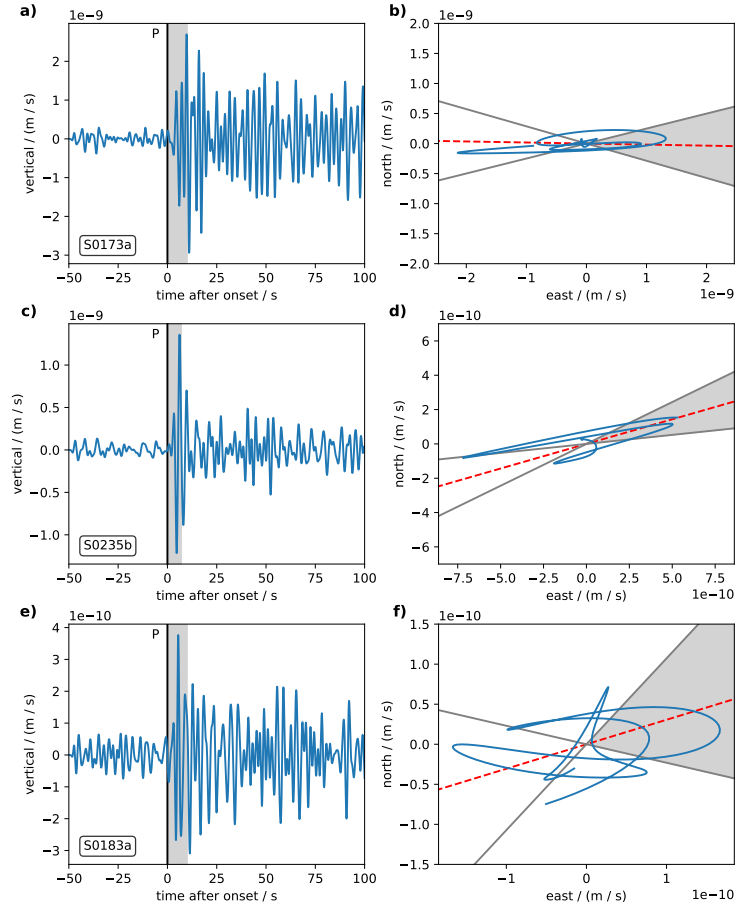 a)
1e−9
P
vertical / (m / s)
2
1
0
−1
−2
−3
S0173a
−50
−25
0
25
50
75
100
time after onset / s
b)
1e−9
north / (m / s)
2.0
1.5
1.0
0.5
0.0
−0.5
−1.0
−1.5
−2.0
−2
−1
0
1
2
east / (m / s)
1e−9
c)
1e−9
P
vertical / (m / s)
1.0
0.5
0.0
−0.5
−1.0
S0235b
−50
−25
0
25
50
75
100
time after onset / s
d)
1e−10
north / (m / s)
6
4
2
0
−2
−4
−6
−7.5
−5.0
−2.5
0.0
2.5
5.0
7.5
east / (m / s)
1e−10
e)
1e−10
P
vertical / (m / s)
4
3
2
1
0
−1
−2
−3
S0183a
−50
−25
0
25
50
75
100
time after onset / s
f)
1e−10
north / (m / s)
1.5
1.0
0.5
0.0
−0.5
−1.0
−1.5
−1
0
1
east / (m / s)
1e−10